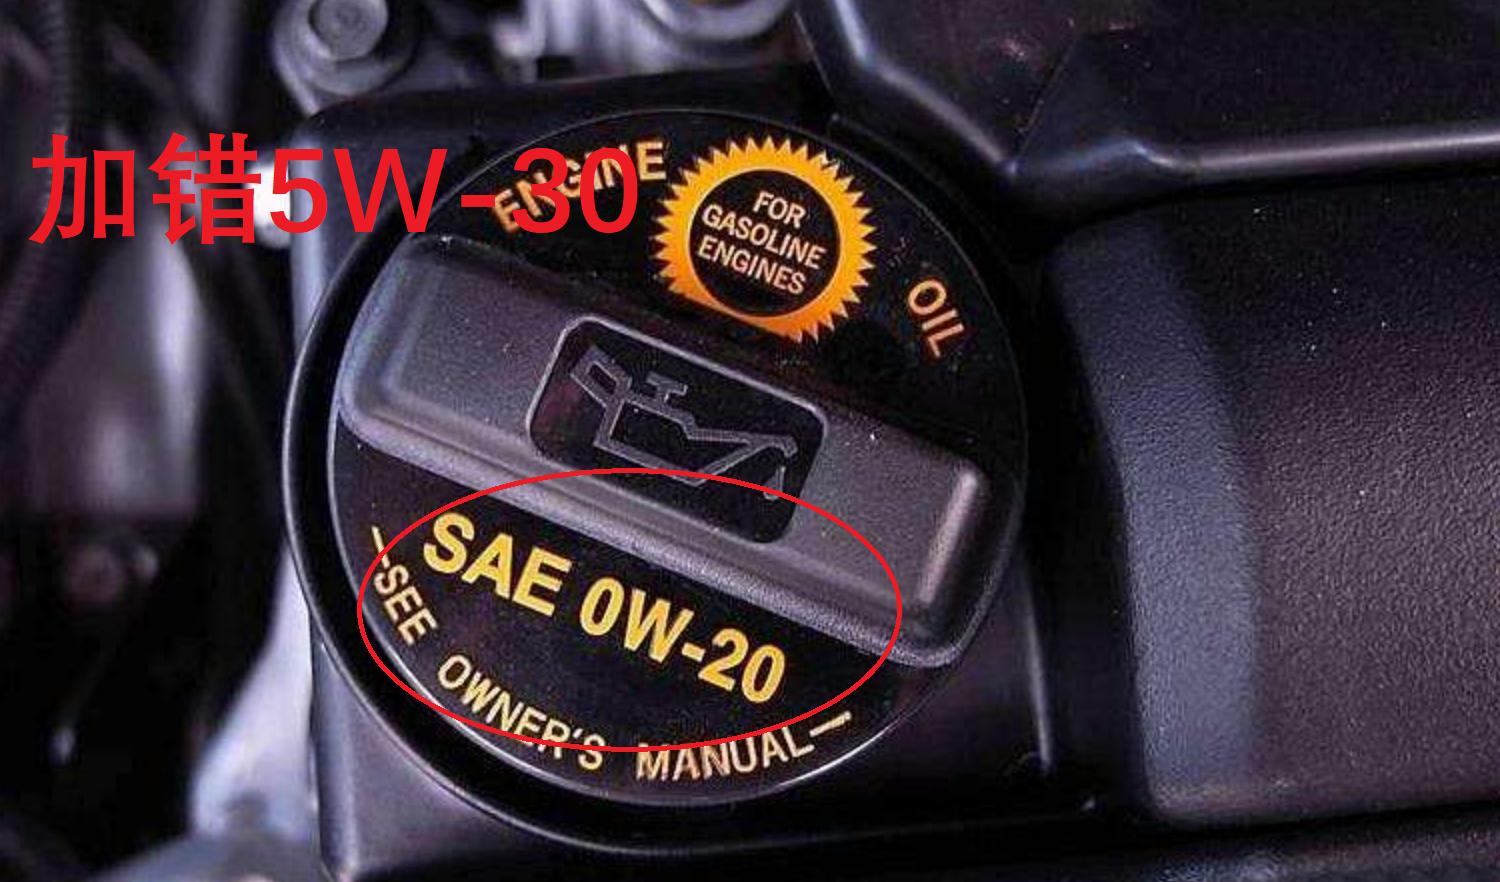 加错5W-30
ENGINE
OIL
FOR
GASOLINE
ENGINES
SAE 0W-20
—SEE OWNER'S MANUAL—